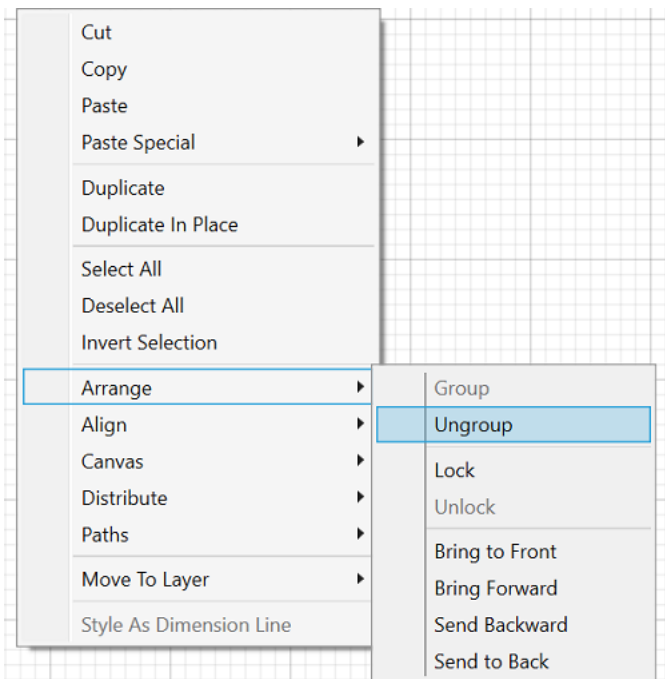 Cut
Copy
Paste
Paste Special
Duplicate
Duplicate In Place
Select All
Deselect All
Invert Selection
Arrange
Align
Canvas
Distribute
Paths
Move To Layer
Style As Dimension Line
Group
Ungroup
Lock
Unlock
Bring to Front
Bring Forward
Send Backward
Send to Back